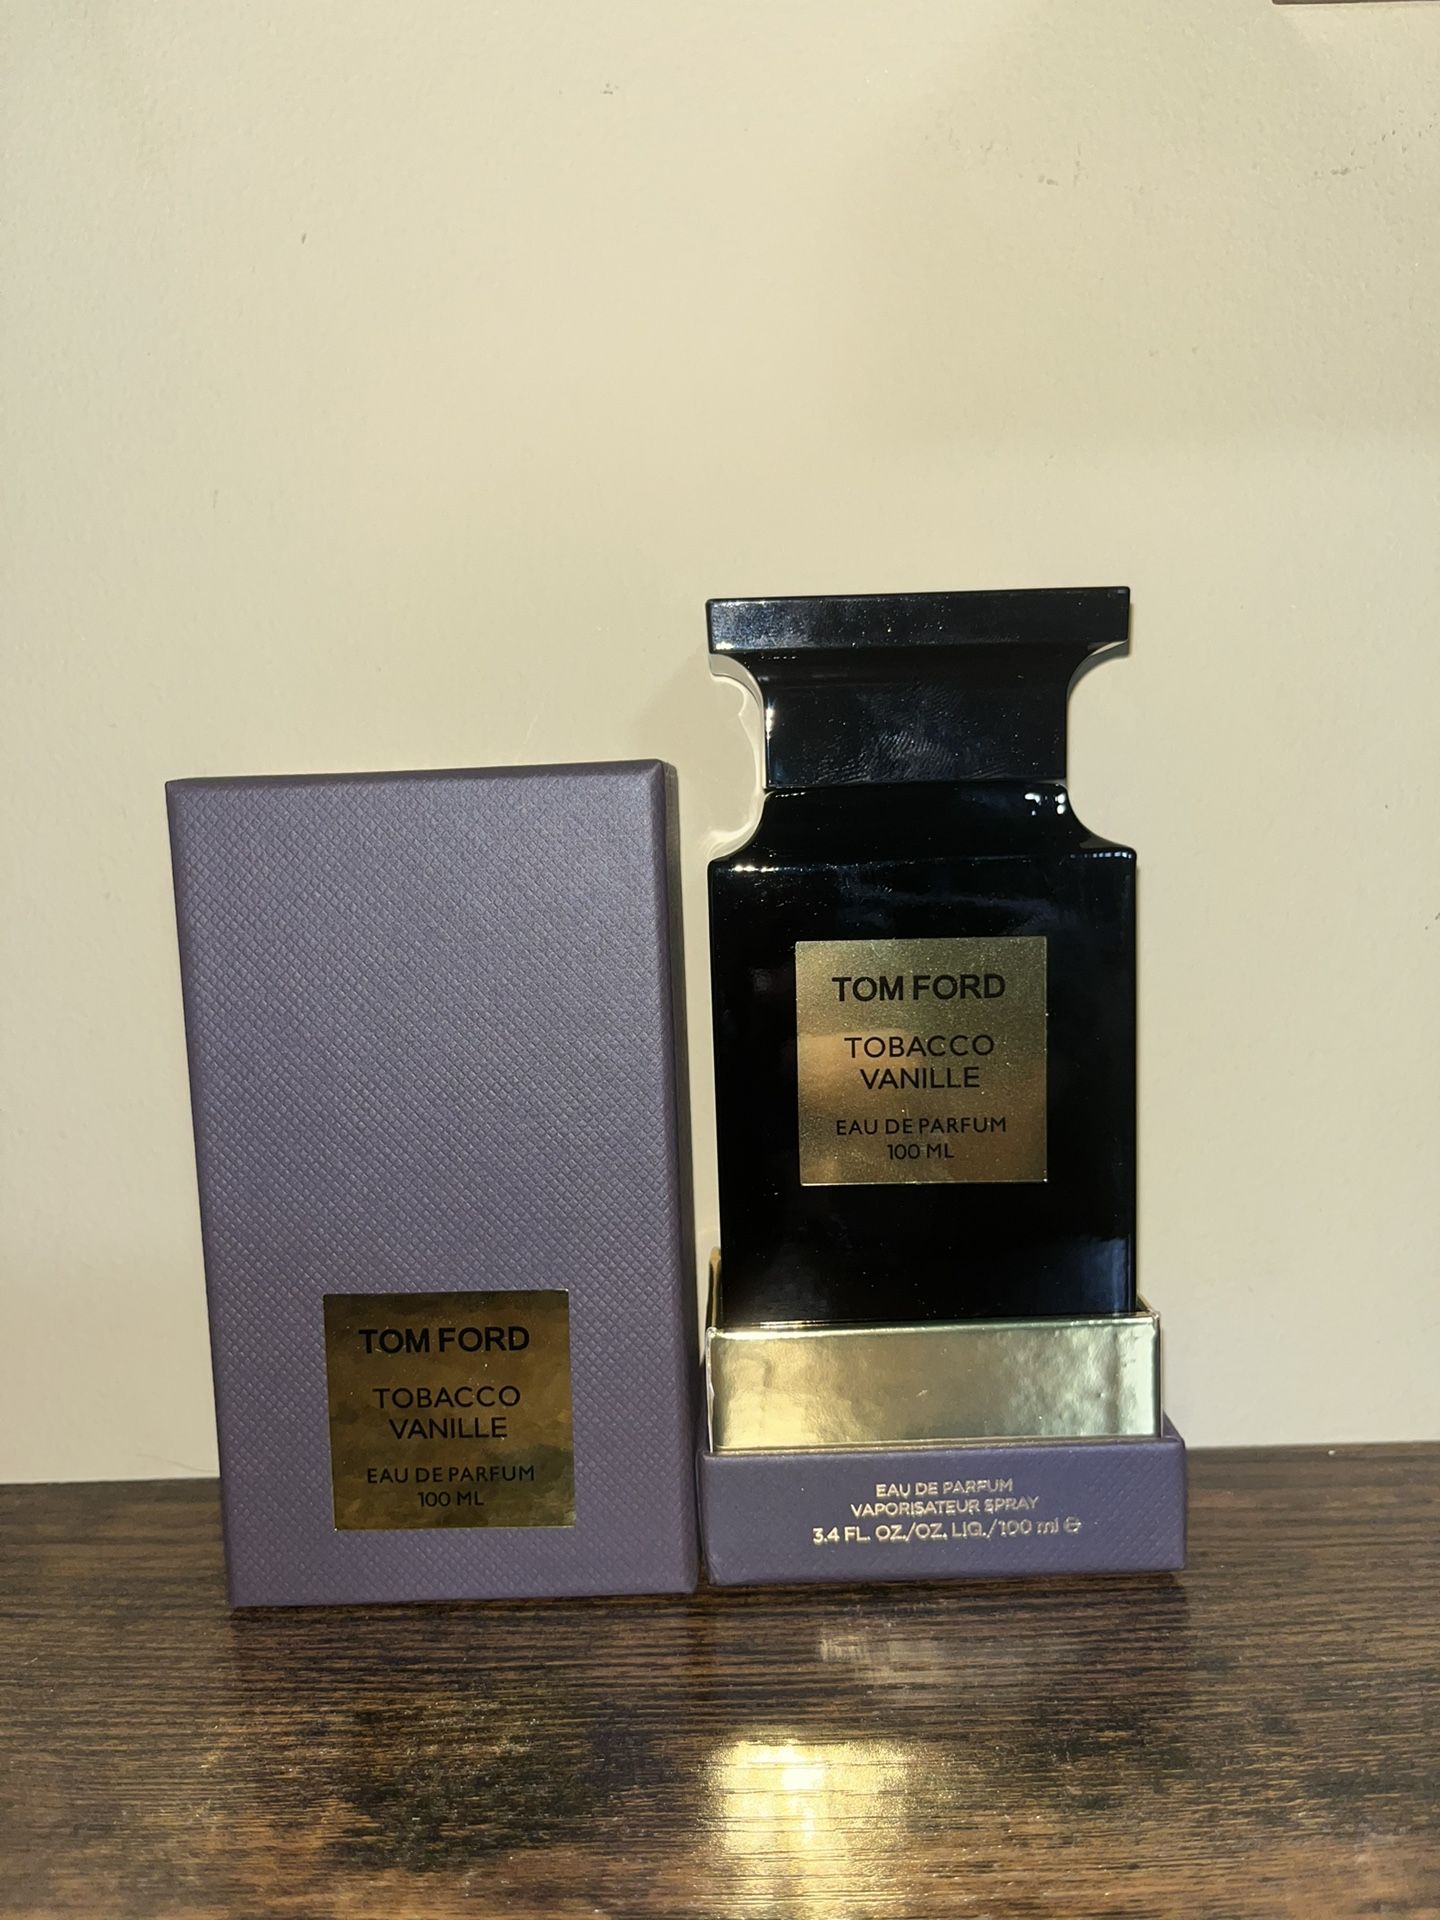 TOM FORD
TOBACCO
VANILLE
EAU DE PARFUM
100 ML
TOM FORD
TOBACCO
VANILLE
EAU DE PARFUM
100 ML
EAU DE PARFUM
VAPORISATEUR SPRAY
3.4 FL. OZ./OZ. LIQ./100 ml ℮